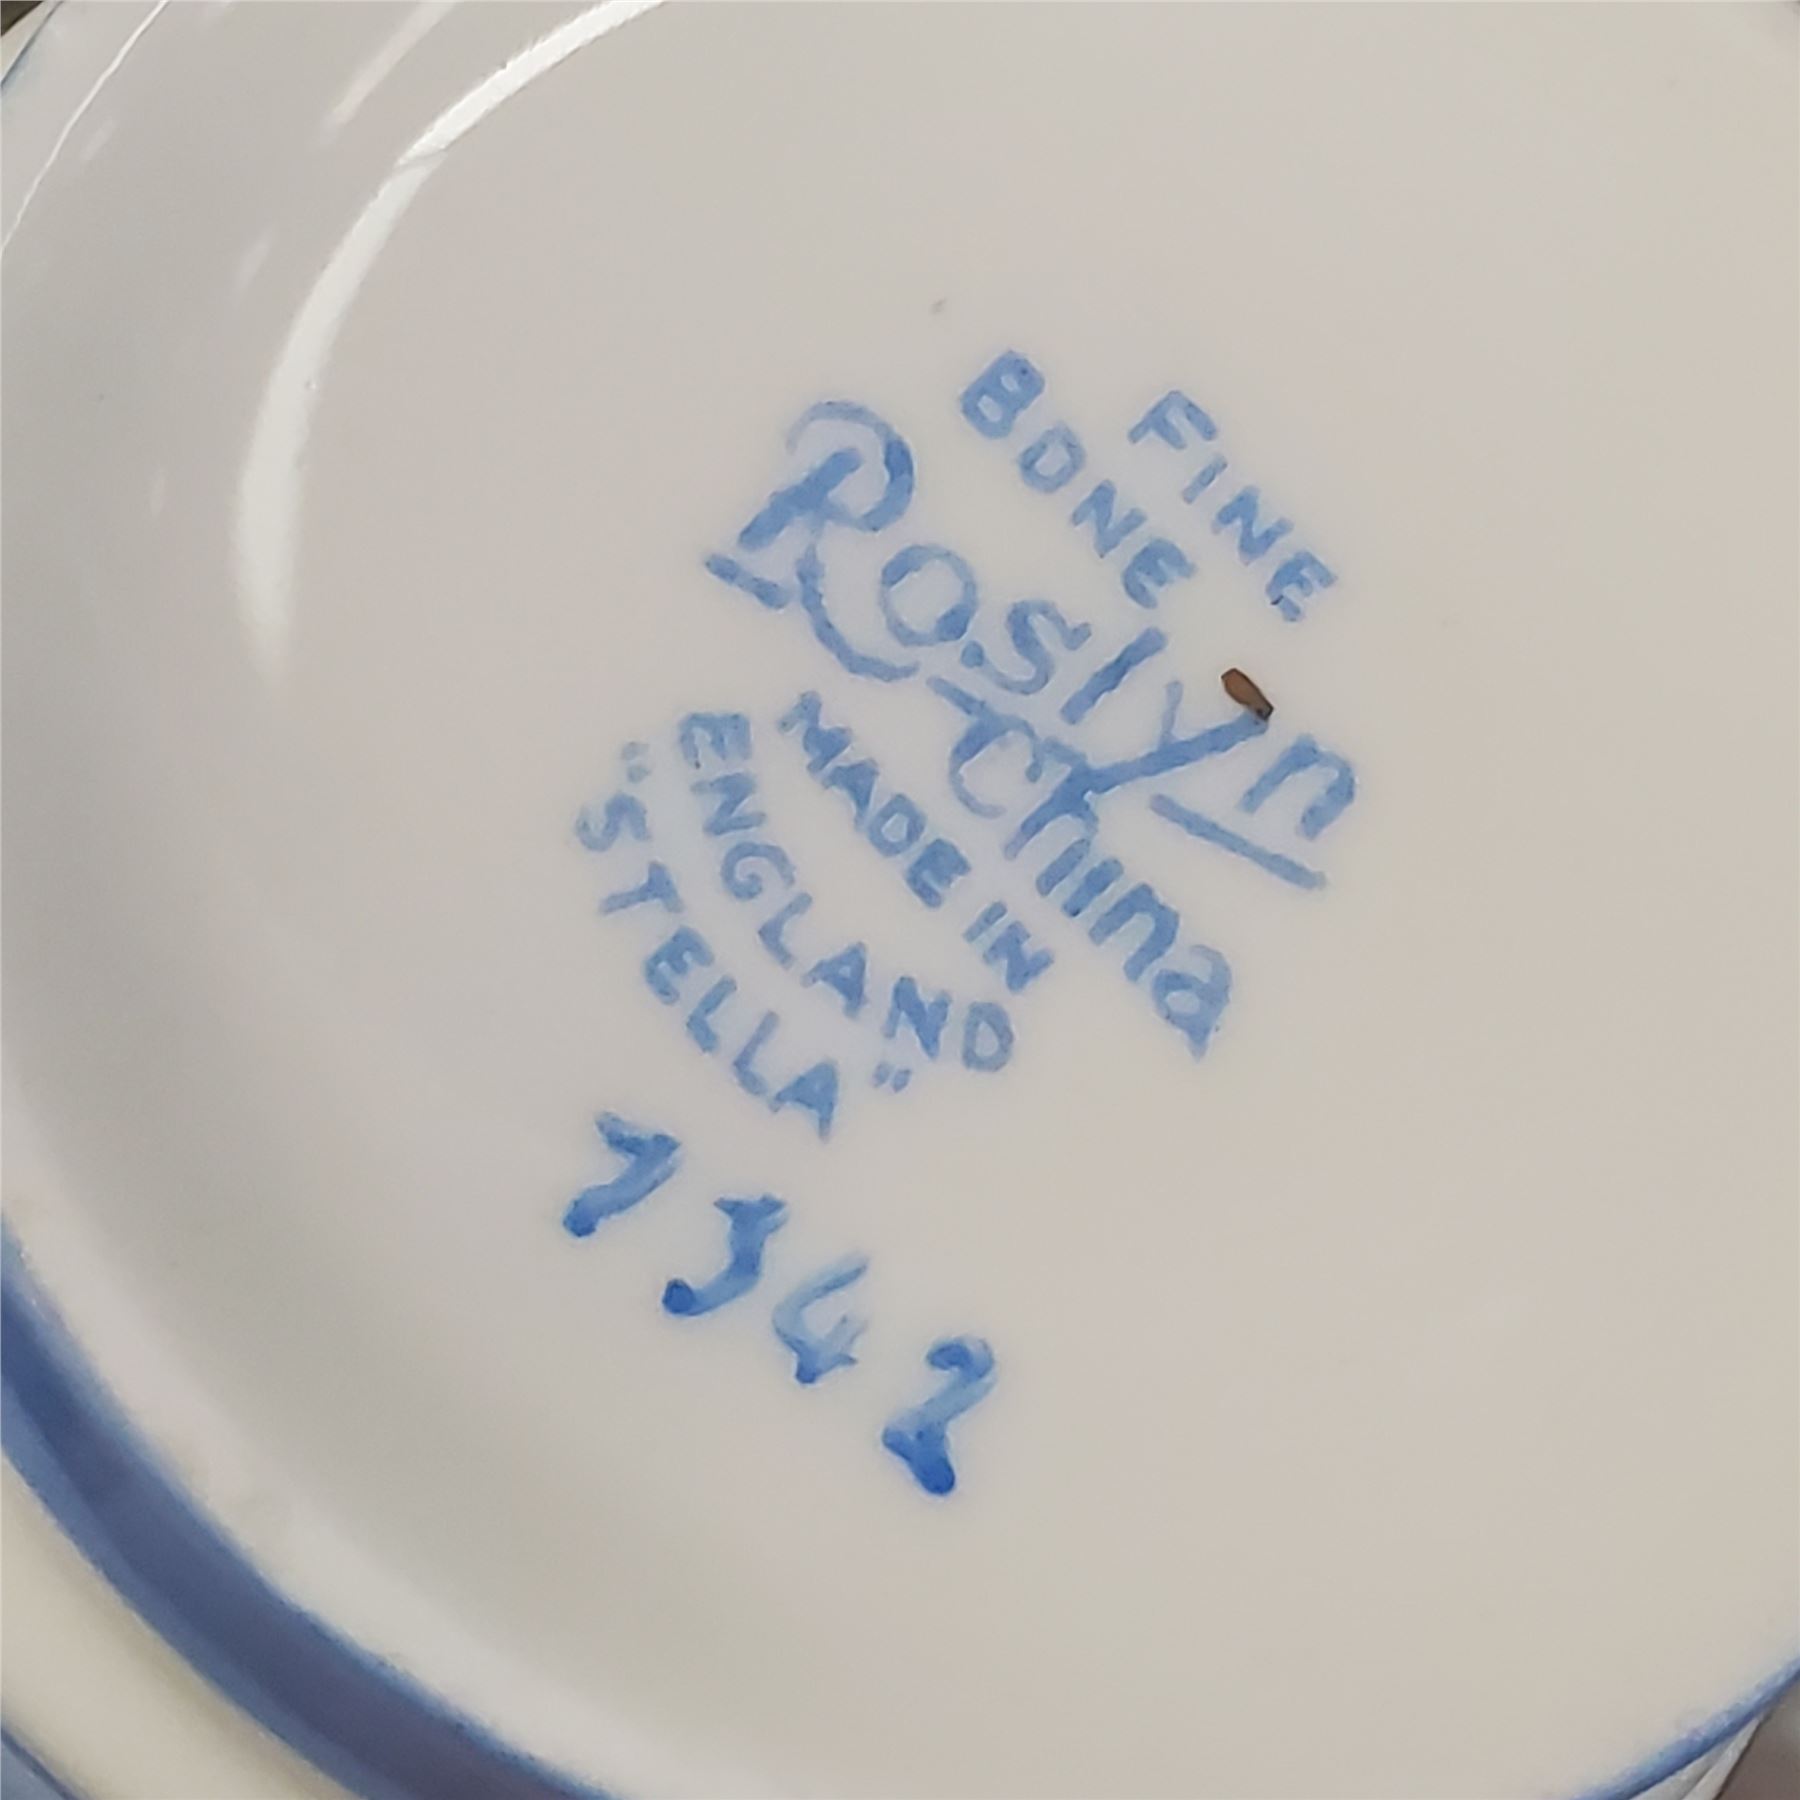 FINE
BONE
Roslyn
China
MADE IN
ENGLAND
"STELLA"
7342